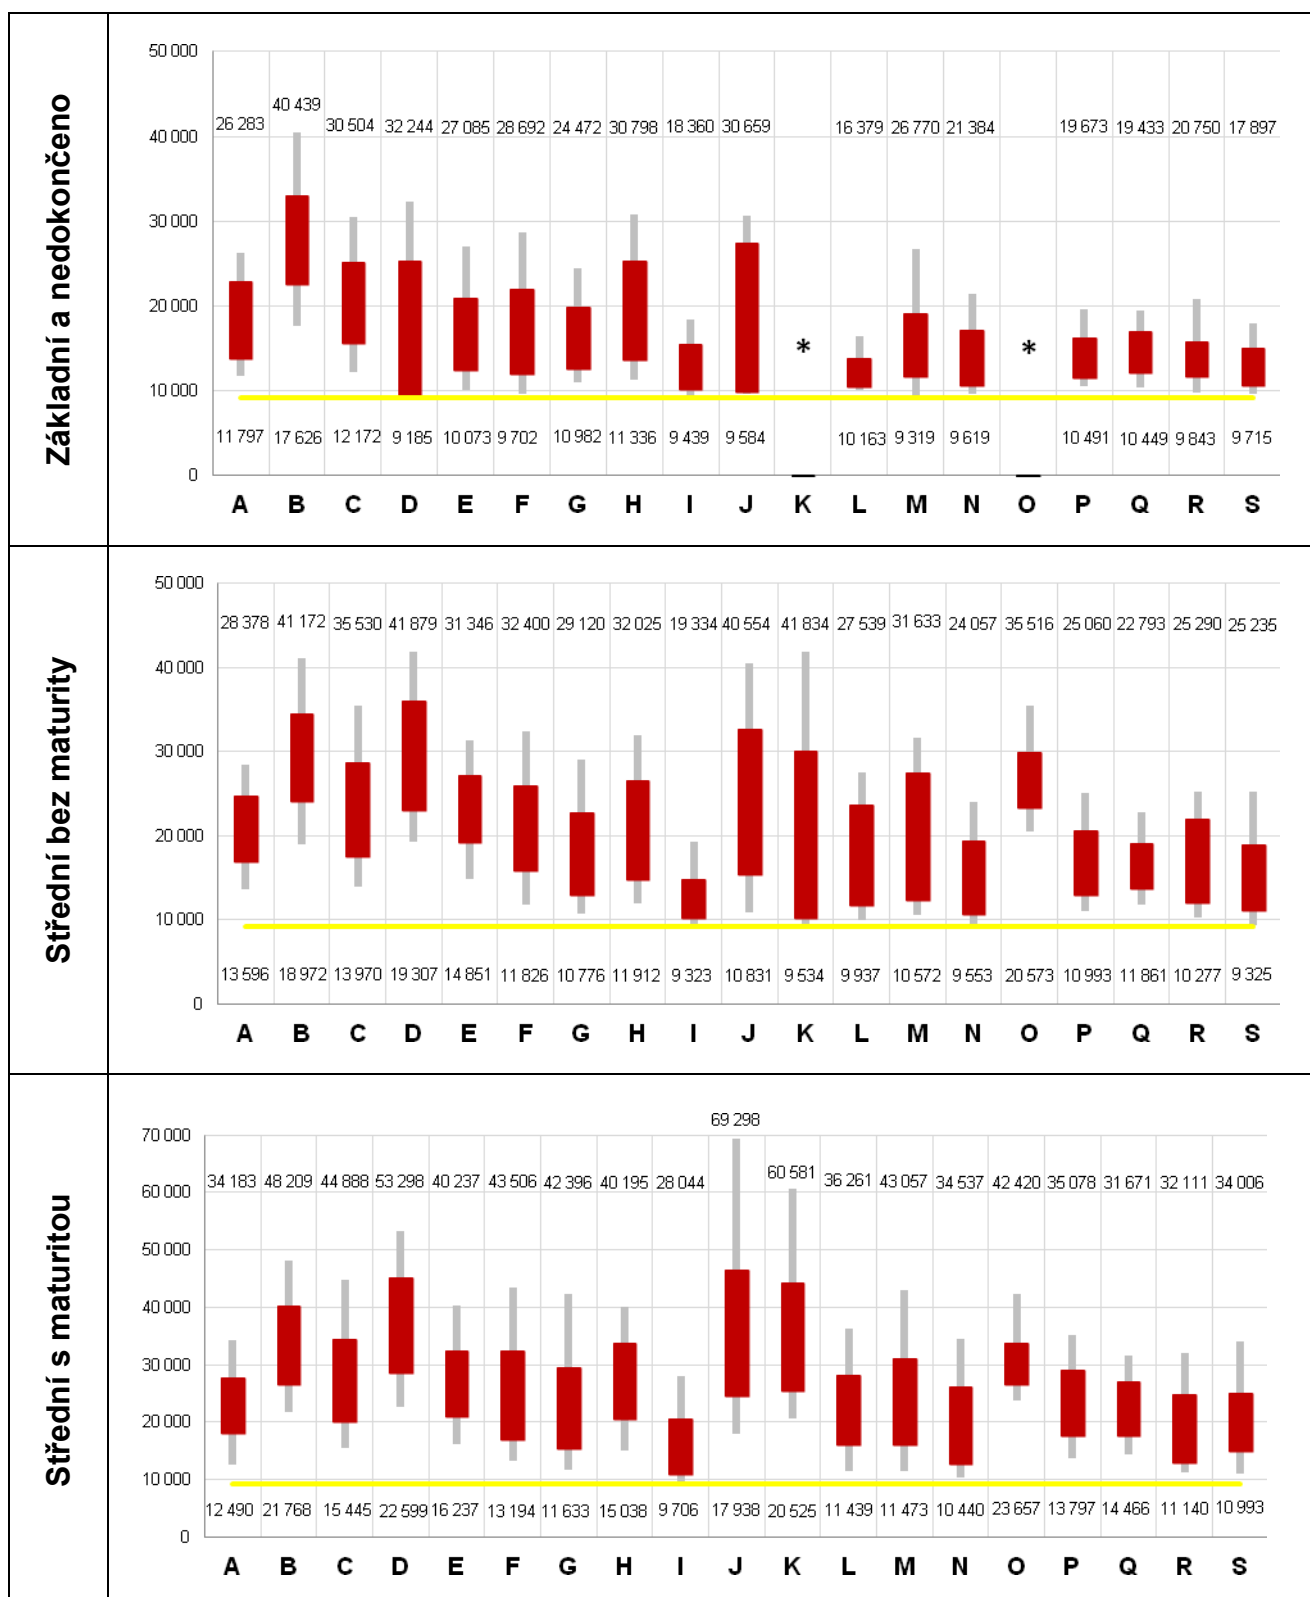 Základní a nedokončeno
50 000
40 000
30 000
20 000
10 000
0
26 283 40 439 30 504 32 244 27 085 28 692 24 472 30 798 18 360 30 659 16 379 26 770 21 384 19 673 19 433 20 750 17 897
* *
11 797 17 626 12 172 9 185 10 073 9 702 10 982 11 336 9 439 9 584 10 163 9 319 9 619 10 491 10 449 9 843 9 715
A B C D E F G H I J K L M N O P Q R S
Střední bez maturity
50 000
40 000
30 000
20 000
10 000
0
28 378 41 172 35 530 41 879 31 346 32 400 29 120 32 025 19 334 40 554 41 834 27 539 31 633 24 057 35 516 25 060 22 793 25 290 25 235
13 596 18 972 13 970 19 307 14 851 11 826 10 776 11 912 9 323 10 831 9 534 9 937 10 572 9 553 20 573 10 993 11 861 10 277 9 325
A B C D E F G H I J K L M N O P Q R S
Střední s maturitou
70 000
60 000
50 000
40 000
30 000
20 000
10 000
0
34 183 48 209 44 888 53 298 40 237 43 506 42 396 40 195 28 044 69 298 60 581 36 261 43 057 34 537 42 420 35 078 31 671 32 111 34 006
12 490 21 768 15 445 22 599 16 237 13 194 11 633 15 038 9 706 17 938 20 525 11 439 11 473 10 440 23 657 13 797 14 466 11 140 10 993
A B C D E F G H I J K L M N O P Q R S